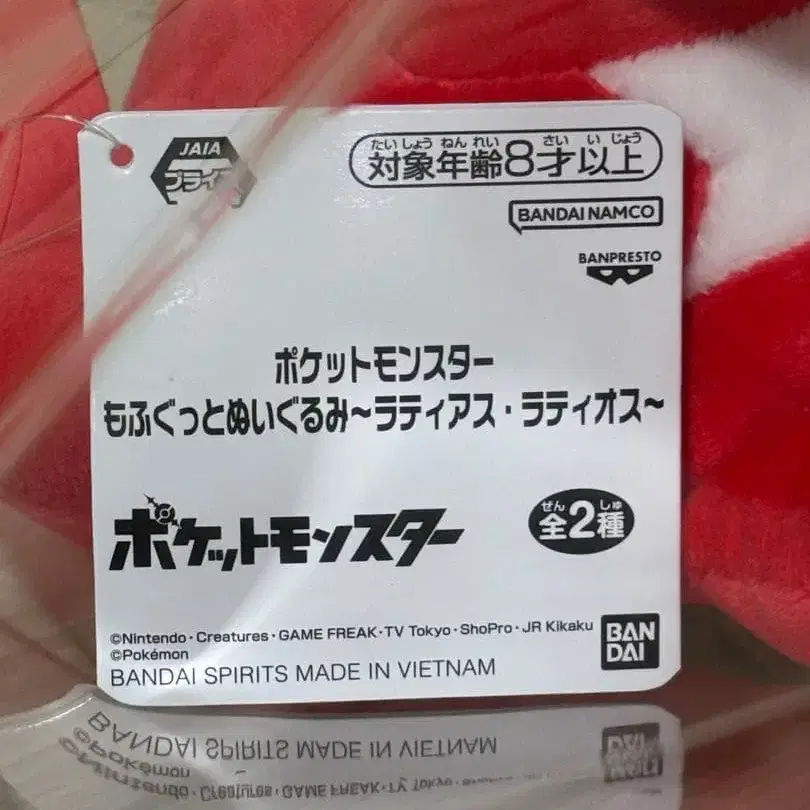 JAIA
プライズ
たいしょうねんれい さいいじょう
対象年齢8才以上
BANDAI NAMCO
BANPRESTO
ポケットモンスター
もふぐっとぬいぐるみ〜ラティアス・ラティオス〜
ポケットモンスター
ぜん しゅ
全2種
©Nintendo・Creatures・GAME FREAK・TV Tokyo・ShoPro・JR Kikaku
©Pokémon
BANDAI SPIRITS MADE IN VIETNAM
BAN
DAI